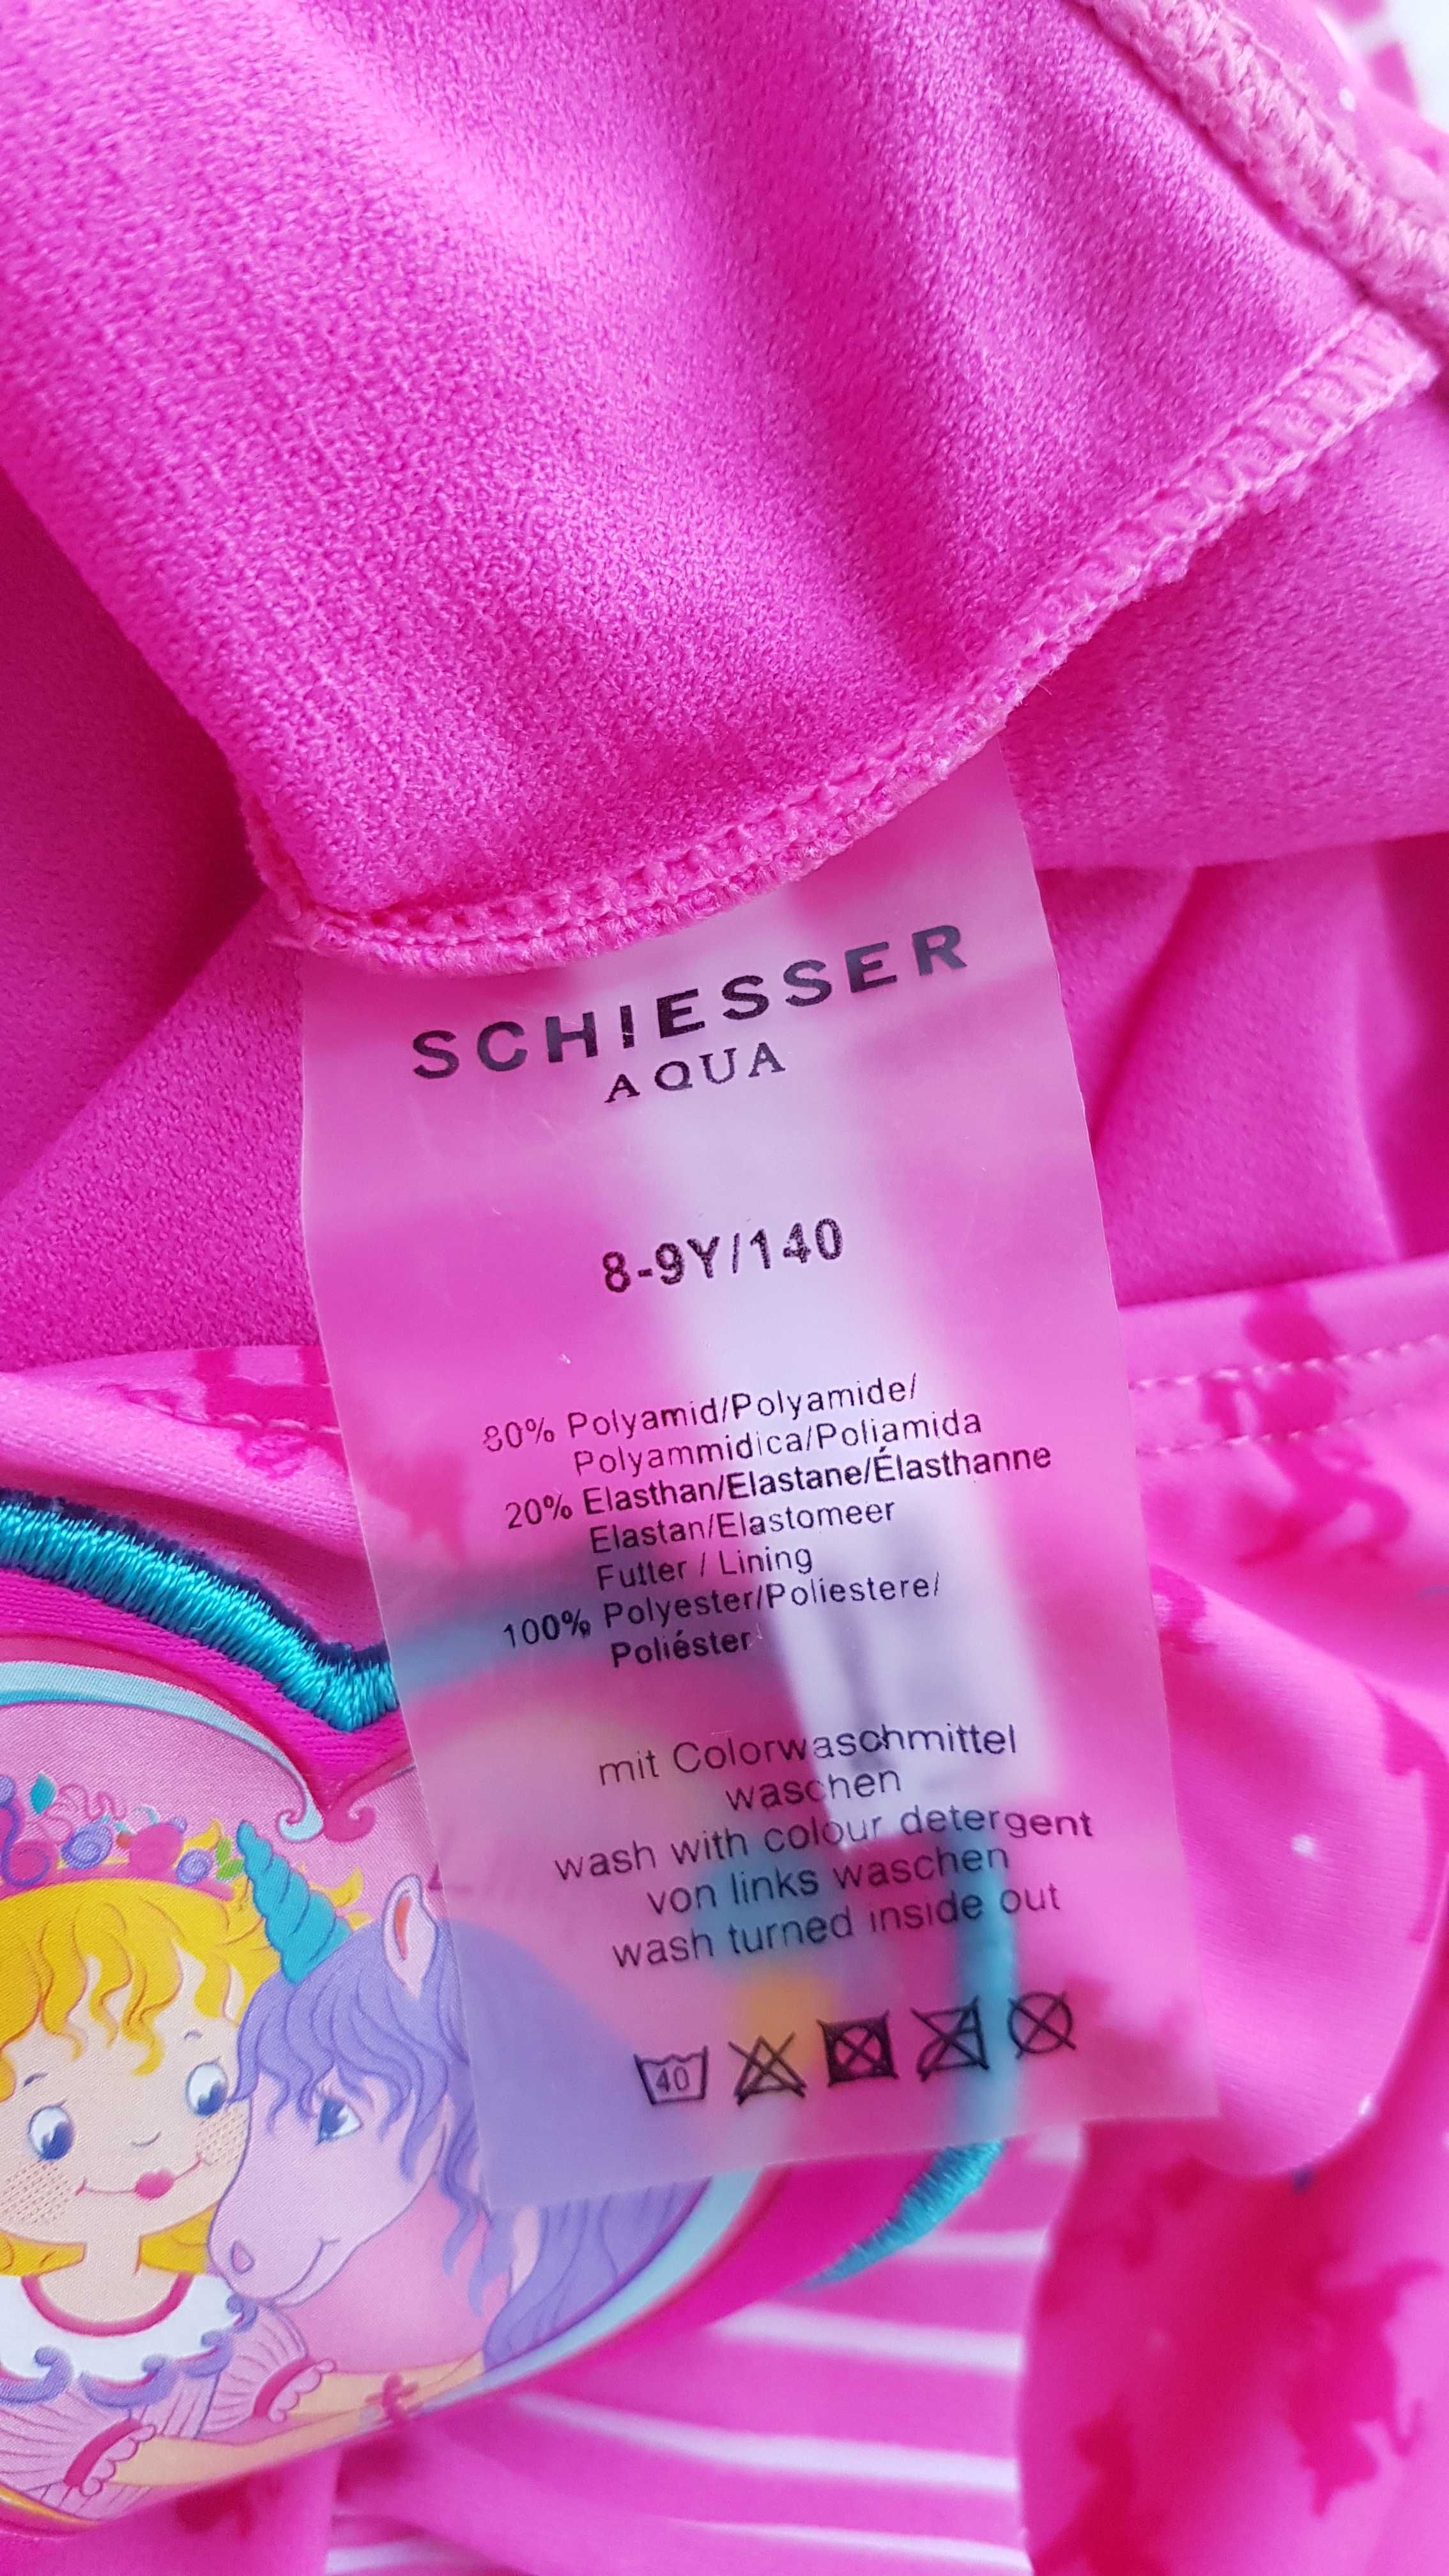 SCHIESSER
AQUA
8-9Y/140
80% Polyamid/Polyamide/
Polyammidica/Poliamida
20% Elasthan/Elastane/Élasthanne
Elastan/Elastomeer
Futter / Lining
100% Polyester/Poliestere/
Poliéster
mit Colorwaschmittel
waschen
wash with colour detergent
von links waschen
wash turned inside out
40